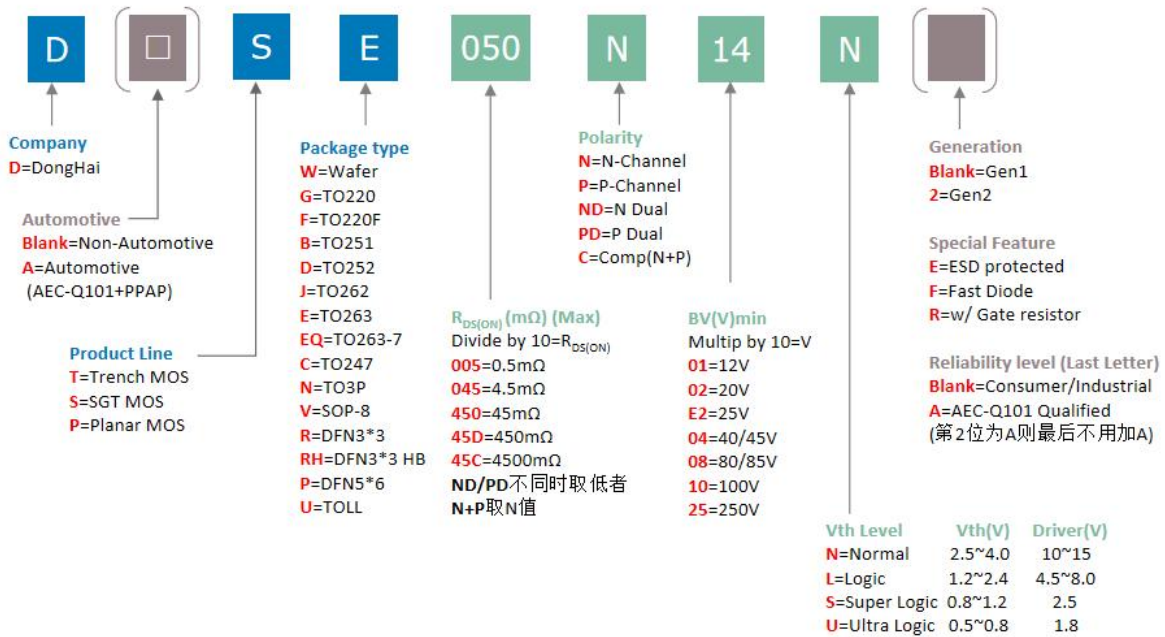 D □ S E 050 N 14 N
Company
D=DongHai
Automotive
Blank=Non-Automotive
A=Automotive
(AEC-Q101+PPAP)
Product Line
T=Trench MOS
S=SGT MOS
P=Planar MOS
Package type
W=Wafer
G=TO220
F=TO220F
B=TO251
D=TO252
J=TO262
E=TO263
EQ=TO263-7
C=TO247
N=TO3P
V=SOP-8
R=DFN3*3
RH=DFN3*3 HB
P=DFN5*6
U=TOLL
RDS(ON) (mΩ) (Max)
Divide by 10=RDS(ON)
005=0.5mΩ
045=4.5mΩ
450=45mΩ
45D=450mΩ
45C=4500mΩ
ND/PD不同时取低者
N+P取N值
Polarity
N=N-Channel
P=P-Channel
ND=N Dual
PD=P Dual
C=Comp(N+P)
BV(V)min
Multip by 10=V
01=12V
02=20V
E2=25V
04=40/45V
08=80/85V
10=100V
25=250V
Vth Level Vth(V) Driver(V)
N=Normal 2.5~4.0 10~15
L=Logic 1.2~2.4 4.5~8.0
S=Super Logic 0.8~1.2 2.5
U=Ultra Logic 0.5~0.8 1.8
Generation
Blank=Gen1
2=Gen2
Special Feature
E=ESD protected
F=Fast Diode
R=w/ Gate resistor
Reliability level (Last Letter)
Blank=Consumer/Industrial
A=AEC-Q101 Qualified
(第2位为A则最后不用加A)